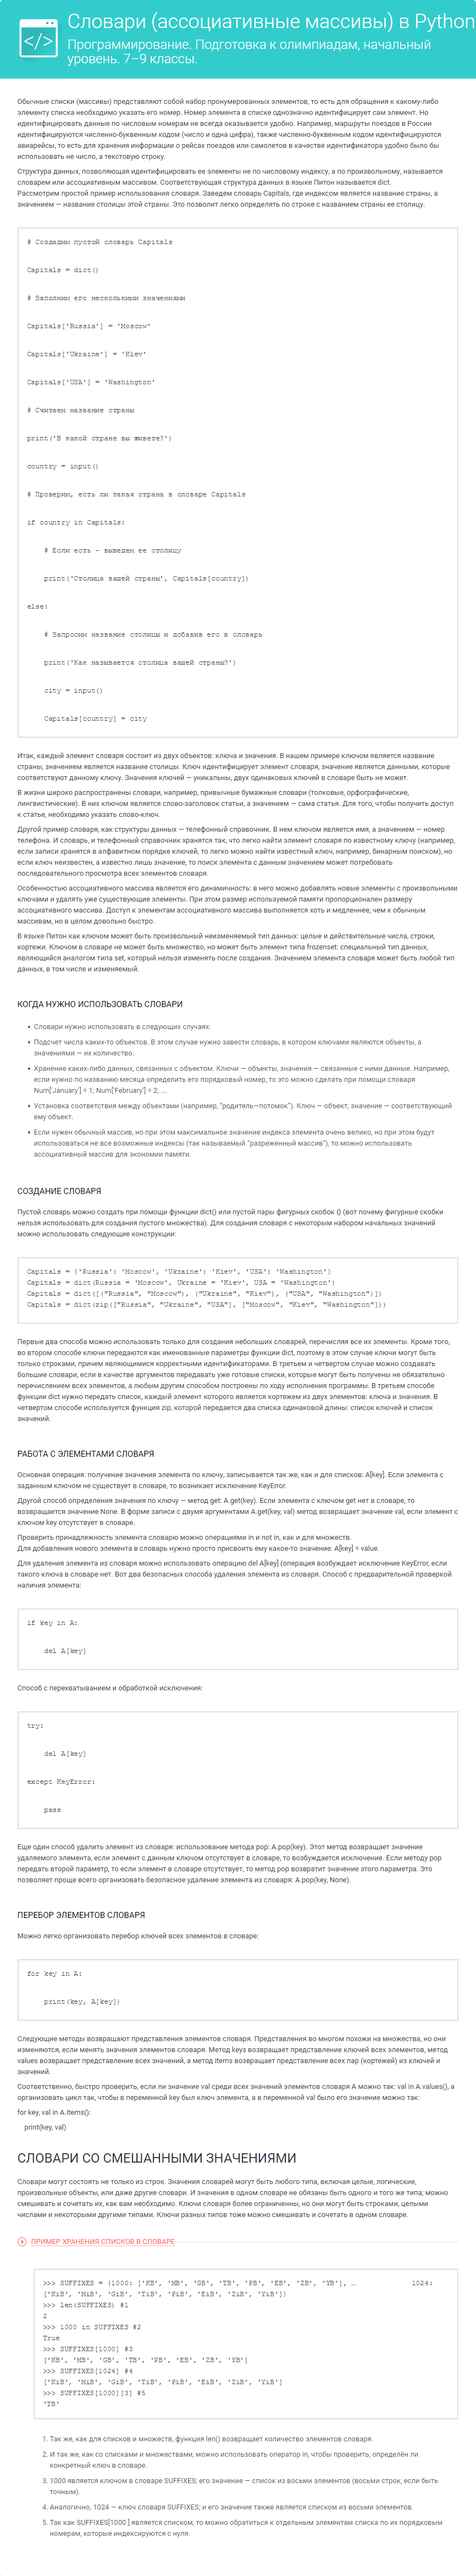 Словари (ассоциативные массивы) в Python
Программирование. Подготовка к олимпиадам, начальный
уровень. 7–9 классы.
Обычные списки (массивы) представляют собой набор пронумерованных элементов, то есть для обращения к какому-либо
элементу списка необходимо указать его номер. Номер элемента в списке однозначно идентифицирует сам элемент. Но
идентифицировать данные по числовым номерам не всегда оказывается удобно. Например, маршруты поездов в России
идентифицируются численно-буквенным кодом (число и одна цифра), также численно-буквенным кодом идентифицируются
авиарейсы, то есть для хранения информации о рейсах поездов или самолетов в качестве идентификатора удобно было бы
использовать не число, а текстовую строку.
Структура данных, позволяющая идентифицировать ее элементы не по числовому индексу, а по произвольному, называется
словарем или ассоциативным массивом. Соответствующая структура данных в языке Питон называется dict.
Рассмотрим простой пример использования словаря. Заведем словарь Capitals, где индексом является название страны, а
значением — название столицы этой страны. Это позволит легко определять по строке с названием страны ее столицу.
# Создадим пустой словарь Capitals
Capitals = dict()
# Заполним его несколькими значениями
Capitals['Russia'] = 'Moscow'
Capitals['Ukraine'] = 'Kiev'
Capitals['USA'] = 'Washington'
# Считаем название страны
print('В какой стране вы живете?')
country = input()
# Проверим, есть ли такая страна в словаре Capitals
if country in Capitals:
# Если есть - выведем ее столицу
print('Столица вашей страны', Capitals[country])
else:
# Запросим название столицы и добавив его в словарь
print('Как называется столица вашей страны?')
city = input()
Capitals[country] = city
Итак, каждый элемент словаря состоит из двух объектов: ключа и значения. В нашем примере ключом является название
страны, значением является название столицы. Ключ идентифицирует элемент словаря, значение является данными, которые
соответствуют данному ключу. Значения ключей — уникальны, двух одинаковых ключей в словаре быть не может.
В жизни широко распространены словари, например, привычные бумажные словари (толковые, орфографические,
лингвистические). В них ключом является слово-заголовок статьи, а значением — сама статья. Для того, чтобы получить доступ
к статье, необходимо указать слово-ключ.
Другой пример словаря, как структуры данных — телефонный справочник. В нем ключом является имя, а значением — номер
телефона. И словарь, и телефонный справочник хранятся так, что легко найти элемент словаря по известному ключу (например,
если записи хранятся в алфавитном порядке ключей, то легко можно найти известный ключ, например, бинарным поиском), но
если ключ неизвестен, а известно лишь значение, то поиск элемента с данным значением может потребовать
последовательного просмотра всех элементов словаря.
Особенностью ассоциативного массива является его динамичность: в него можно добавлять новые элементы с произвольными
ключами и удалять уже существующие элементы. При этом размер используемой памяти пропорционален размеру
ассоциативного массива. Доступ к элементам ассоциативного массива выполняется хоть и медленнее, чем к обычным
массивам, но в целом довольно быстро.
В языке Питон как ключом может быть произвольный неизменяемый тип данных: целые и действительные числа, строки,
кортежи. Ключом в словаре не может быть множество, но может быть элемент типа frozenset: специальный тип данных,
являющийся аналогом типа set, который нельзя изменять после создания. Значением элемента словаря может быть любой тип
данных, в том числе и изменяемый.
КОГДА НУЖНО ИСПОЛЬЗОВАТЬ СЛОВАРИ
• Словари нужно использовать в следующих случаях:
• Подсчет числа каких-то объектов. В этом случае нужно завести словарь, в котором ключами являются объекты, а
значениями — их количество.
• Хранение каких-либо данных, связанных с объектом. Ключи — объекты, значения — связанные с ними данные. Например,
если нужно по названию месяца определить его порядковый номер, то это можно сделать при помощи словаря
Num['January'] = 1; Num['February'] = 2; ....
• Установка соответствия между объектами (например, “родитель—потомок”). Ключ — объект, значение — соответствующий
ему объект.
• Если нужен обычный массив, но при этом максимальное значение индекса элемента очень велико, но при этом будут
использоваться не все возможные индексы (так называемый “разреженный массив”), то можно использовать
ассоциативный массив для экономии памяти.
СОЗДАНИЕ СЛОВАРЯ
Пустой словарь можно создать при помощи функции dict() или пустой пары фигурных скобок {} (вот почему фигурные скобки
нельзя использовать для создания пустого множества). Для создания словаря с некоторым набором начальных значений
можно использовать следующие конструкции:
Capitals = {'Russia': 'Moscow', 'Ukraine': 'Kiev', 'USA': 'Washington'}
Capitals = dict(Russia = 'Moscow', Ukraine = 'Kiev', USA = 'Washington')
Capitals = dict([("Russia", "Moscow"), ("Ukraine", "Kiev"), ("USA", "Washington")])
Capitals = dict(zip(["Russia", "Ukraine", "USA"], ["Moscow", "Kiev", "Washington"]))
Первые два способа можно использовать только для создания небольших словарей, перечисляя все их элементы. Кроме того,
во втором способе ключи передаются как именованные параметры функции dict, поэтому в этом случае ключи могут быть
только строками, причем являющимися корректными идентификаторами. В третьем и четвертом случае можно создавать
большие словари, если в качестве аргументов передавать уже готовые списки, которые могут быть получены не обязательно
перечислением всех элементов, а любым другим способом построены по ходу исполнения программы. В третьем способе
функции dict нужно передать список, каждый элемент которого является кортежем из двух элементов: ключа и значения. В
четвертом способе используется функция zip, которой передается два списка одинаковой длины: список ключей и список
значений.
РАБОТА С ЭЛЕМЕНТАМИ СЛОВАРЯ
Основная операция: получение значения элемента по ключу, записывается так же, как и для списков: A[key]. Если элемента с
заданным ключом не существует в словаре, то возникает исключение KeyError.
Другой способ определения значения по ключу — метод get: A.get(key). Если элемента с ключом get нет в словаре, то
возвращается значение None. В форме записи с двумя аргументами A.get(key, val) метод возвращает значение val, если элемент с
ключом key отсутствует в словаре.
Проверить принадлежность элемента словарю можно операциями in и not in, как и для множеств.
Для добавления нового элемента в словарь нужно просто присвоить ему какое-то значение: A[key] = value.
Для удаления элемента из словаря можно использовать операцию del A[key] (операция возбуждает исключение KeyError, если
такого ключа в словаре нет. Вот два безопасных способа удаления элемента из словаря. Способ с предварительной проверкой
наличия элемента:
if key in A:
del A[key]
Способ с перехватыванием и обработкой исключения:
try:
del A[key]
except KeyError:
pass
Еще один способ удалить элемент из словаря: использование метода pop: A.pop(key). Этот метод возвращает значение
удаляемого элемента, если элемент с данным ключом отсутствует в словаре, то возбуждается исключение. Если методу pop
передать второй параметр, то если элемент в словаре отсутствует, то метод pop возвратит значение этого параметра. Это
позволяет проще всего организовать безопасное удаление элемента из словаря: A.pop(key, None).
ПЕРЕБОР ЭЛЕМЕНТОВ СЛОВАРЯ
Можно легко организовать перебор ключей всех элементов в словаре:
for key in A:
print(key, A[key])
Следующие методы возвращают представления элементов словаря. Представления во многом похожи на множества, но они
изменяются, если менять значения элементов словаря. Метод keys возвращает представление ключей всех элементов, метод
values возвращает представление всех значений, а метод items возвращает представление всех пар (кортежей) из ключей и
значений.
Соответственно, быстро проверить, если ли значение val среди всех значений элементов словаря A можно так: val in A.values(), а
организовать цикл так, чтобы в переменной key был ключ элемента, а в переменной val было его значение можно так:
for key, val in A.items():
print(key, val)
СЛОВАРИ СО СМЕШАННЫМИ ЗНАЧЕНИЯМИ
Словари могут состоять не только из строк. Значения словарей могут быть любого типа, включая целые, логические,
произвольные объекты, или даже другие словари. И значения в одном словаре не обязаны быть одного и того же типа; можно
смешивать и сочетать их, как вам необходимо. Ключи словаря более ограниченны, но они могут быть строками, целыми
числами и некоторыми другими типами. Ключи разных типов тоже можно смешивать и сочетать в одном словаре.
ПРИМЕР ХРАНЕНИЯ СПИСКОВ В СЛОВАРЕ
>>> SUFFIXES = {1000: ['KB', 'MB', 'GB', 'TB', 'PB', 'EB', 'ZB', 'YB'], … 1024:
['KiB', 'MiB', 'GiB', 'TiB', 'PiB', 'EiB', 'ZiB', 'YiB']}
>>> len(SUFFIXES) #1
2
>>> 1000 in SUFFIXES #2
True
>>> SUFFIXES[1000] #3
['KB', 'MB', 'GB', 'TB', 'PB', 'EB', 'ZB', 'YB']
>>> SUFFIXES[1024] #4
['KiB', 'MiB', 'GiB', 'TiB', 'PiB', 'EiB', 'ZiB', 'YiB']
>>> SUFFIXES[1000][3] #5
'TB'
1. Так же, как для списков и множеств, функция len() возвращает количество элементов словаря.
2. И так же, как со списками и множествами, можно использовать оператор in, чтобы проверить, определён ли
конкретный ключ в словаре.
3. 1000 является ключом в словаре SUFFIXES; его значение — список из восьми элементов (восьми строк, если быть
точным).
4. Аналогично, 1024 — ключ словаря SUFFIXES; и его значение также является списком из восьми элементов.
5. Так как SUFFIXES[1000 ] является списком, то можно обратиться к отдельным элементам списка по их порядковым
номерам, которые индексируются с нуля.